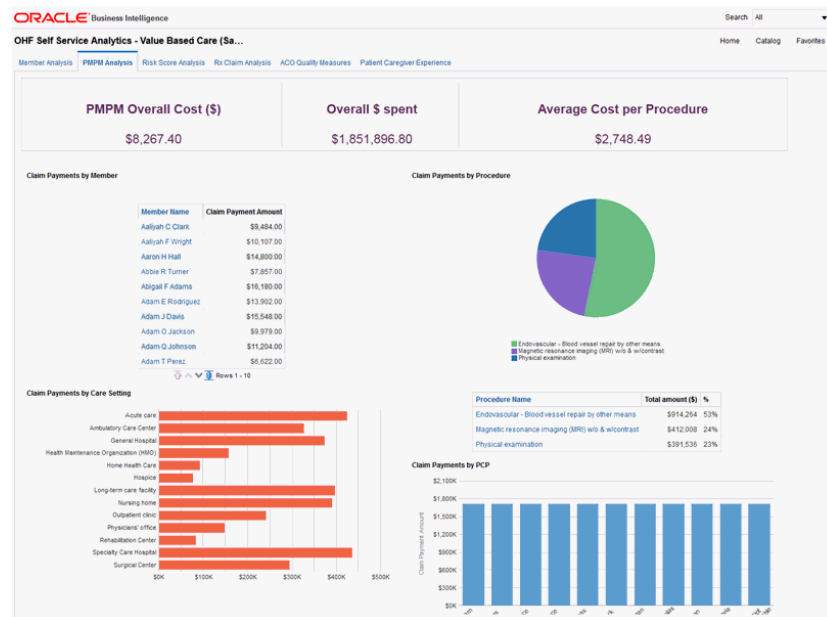 ORACLE Business Intelligence
Search All
OHF Self Service Analytics - Value Based Care (Sa...
Home Catalog Favorites
Member Analysis PMPM Analysis Risk Score Analysis Rx Claim Analysis ACO Quality Measures Patient Caregiver Experience
PMPM Overall Cost ($) Overall $ spent Average Cost per Procedure
$8,267.40 $1,851,896.80 $2,748.49
Claim Payments by Member
Member Name Claim Payment Amount
Aaliyah C Clark $9,484.00
Aaliyah F Wright $10,107.00
Aaron H Hall $14,800.00
Abbie R Turner $7,857.00
Abigail F Adams $16,180.00
Adam E Rodriguez $13,902.00
Adam J Davis $15,548.00
Adam O Jackson $9,979.00
Adam Q Johnson $11,204.00
Adam T Perez $6,622.00
Rows 1 - 10
Claim Payments by Procedure
Endovascular - Blood vessel repair by other means
Magnetic resonance imaging (MRI) w/o & w/contrast
Physical examination
Procedure Name Total amount ($) %
Endovascular - Blood vessel repair by other means $914,264 53%
Magnetic resonance imaging (MRI) w/o & w/contrast $412,008 24%
Physical examination $391,536 23%
Claim Payments by Care Setting
Acute care
Ambulatory Care Center
General Hospital
Health Maintenance Organization (HMO)
Home Health Care
Hospice
Long-term care facility
Nursing home
Outpatient clinic
Physicians' office
Rehabilitation Center
Specialty Care Hospital
Surgical Center
$0K $100K $200K $300K $400K $500K
Claim Payments by PCP
Claim Payment Amount
$2,100K
$1,800K
$1,500K
$1,200K
$900K
$600K
$300K
$0K